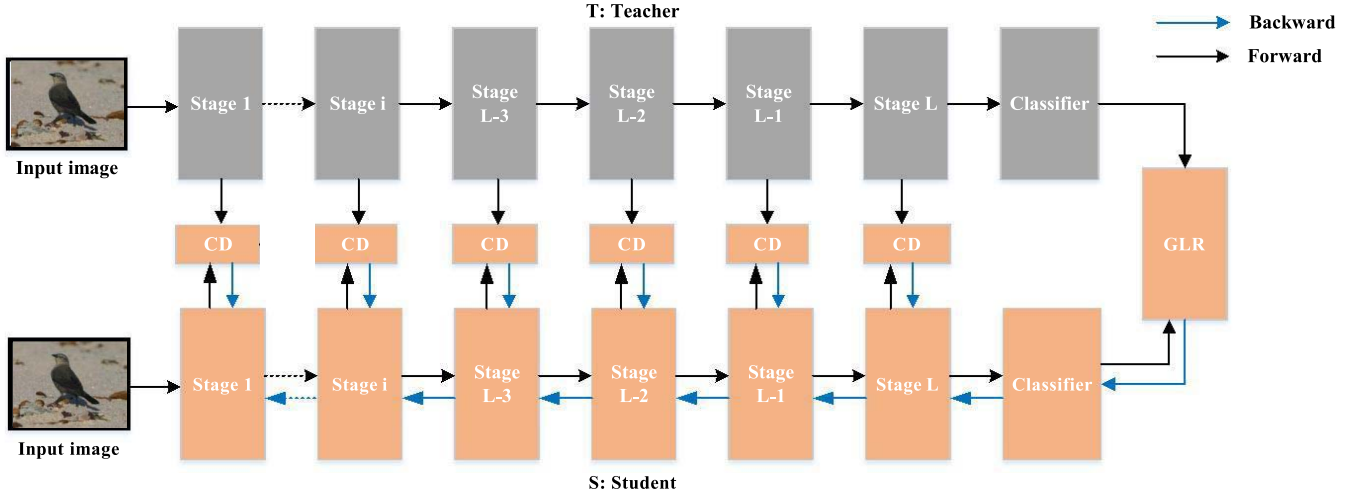 T: Teacher
Backward
Forward
Stage 1
Stage i
Stage
L-3
Stage
L-2
Stage
L-1
Stage L
Classifier
Input image
CD
CD
CD
CD
CD
CD
GLR
Stage 1
Stage i
Stage
L-3
Stage
L-2
Stage
L-1
Stage L
Classifier
Input image
S: Student